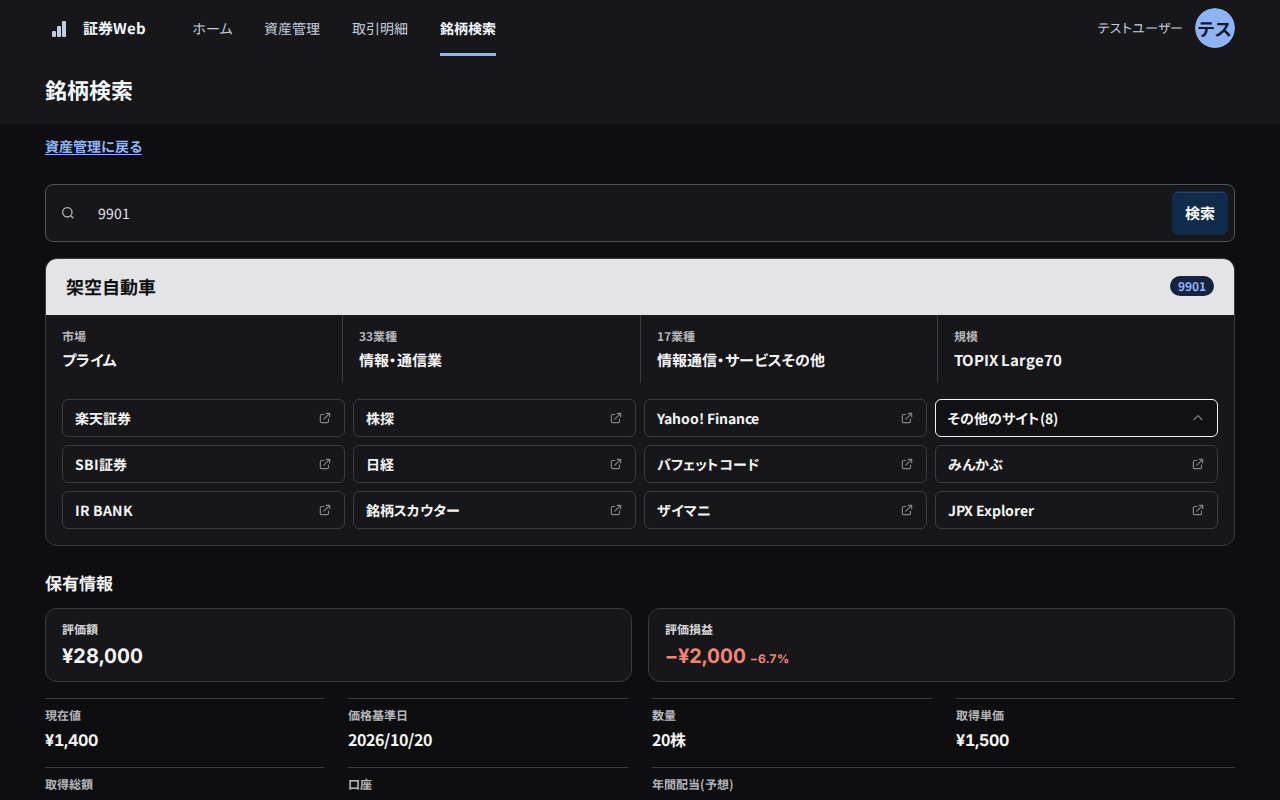 証券Web ホーム 資産管理 取引明細 銘柄検索 テストユーザー テス
銘柄検索
資産管理に戻る
9901 検索
架空自動車 9901
市場 33業種 17業種 規模
プライム 情報・通信業 情報通信・サービスその他 TOPIX Large70
楽天証券 株探 Yahoo! Finance その他のサイト(8)
SBI証券 日経 バフェットコード みんかぶ
IR BANK 銘柄スカウター ザイマニ JPX Explorer
保有情報
評価額 評価損益
¥28,000 −¥2,000 −6.7%
現在値 価格基準日 数量 取得単価
¥1,400 2026/10/20 20株 ¥1,500
取得総額 口座 年間配当(予想)